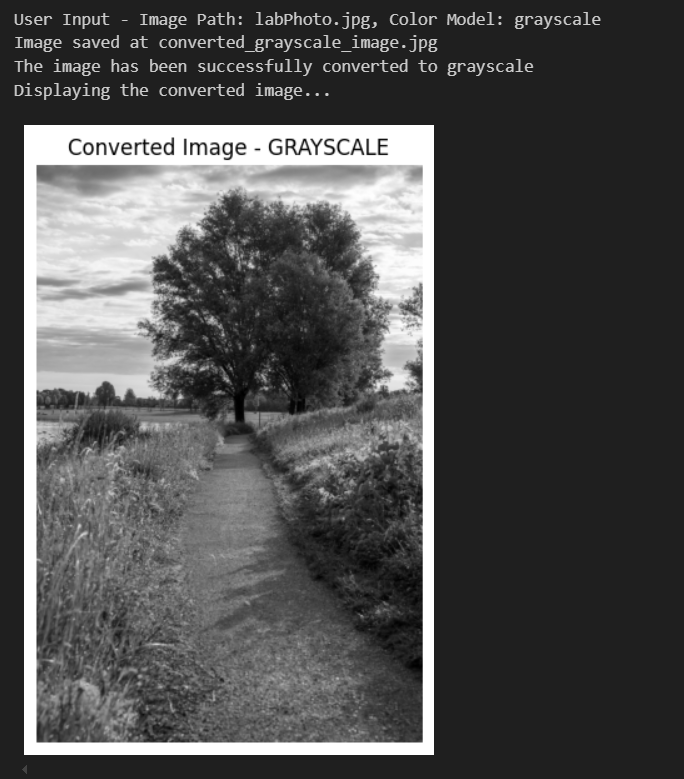 User Input - Image Path: labPhoto.jpg, Color Model: grayscale
Image saved at converted_grayscale_image.jpg
The image has been successfully converted to grayscale
Displaying the converted image...
Converted Image - GRAYSCALE